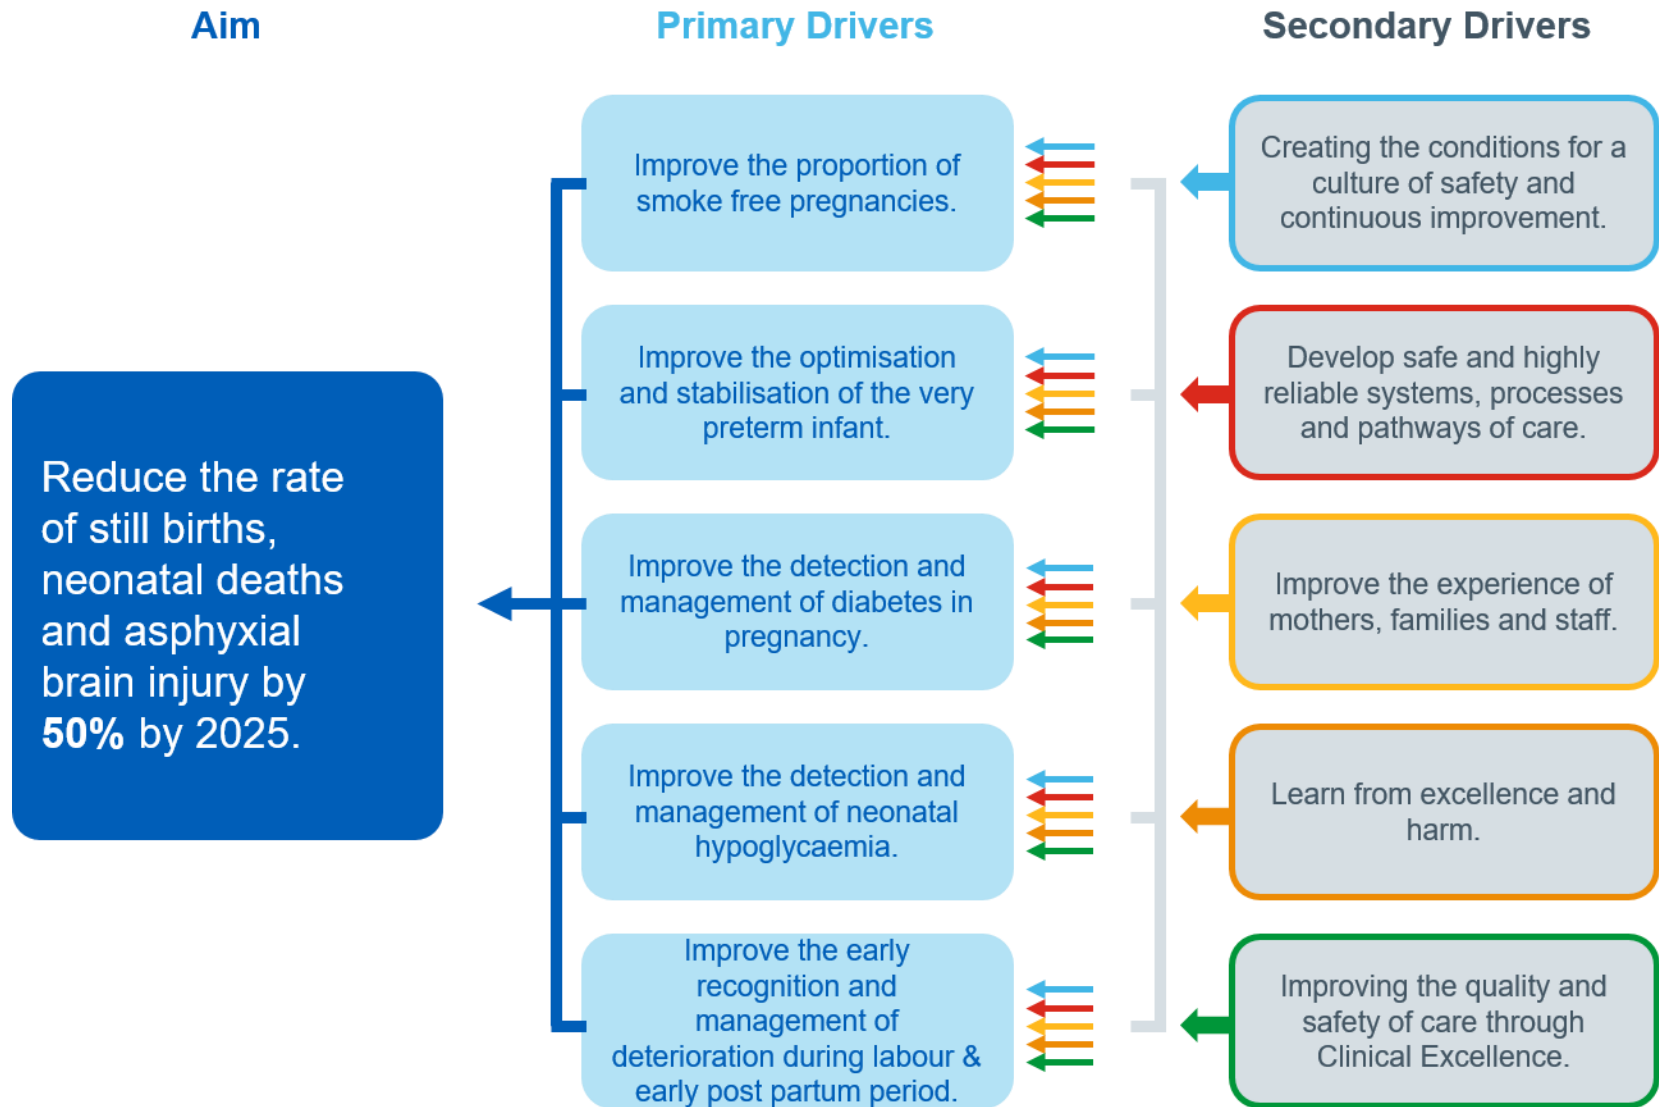 Aim
Primary Drivers
Secondary Drivers
Reduce the rate
of still births,
neonatal deaths
and asphyxial
brain injury by
50% by 2025.
Improve the proportion of
smoke free pregnancies.
Improve the optimisation
and stabilisation of the very
preterm infant.
Improve the detection and
management of diabetes in
pregnancy.
Improve the detection and
management of neonatal
hypoglycaemia.
Improve the early
recognition and
management of
deterioration during labour &
early post partum period.
Creating the conditions for a
culture of safety and
continuous improvement.
Develop safe and highly
reliable systems, processes
and pathways of care.
Improve the experience of
mothers, families and staff.
Learn from excellence and
harm.
Improving the quality and
safety of care through
Clinical Excellence.